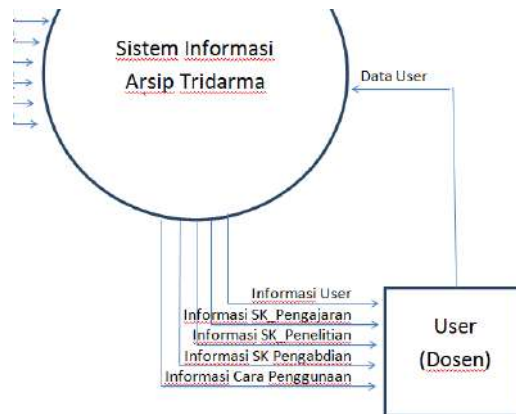 Sistem Informasi
Arsip Tridarma
Data User
Informasi User
Informasi SK_Pengajaran
Informasi SK_Penelitian
Informasi SK Pengabdian
Informasi Cara Penggunaan
User
(Dosen)